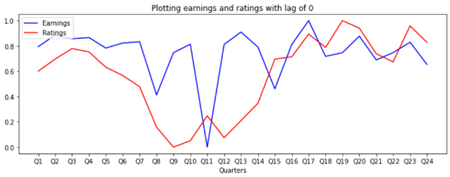 Plotting earnings and ratings with lag of 0
Earnings
Ratings
1.0
0.8
0.6
0.4
0.2
0.0
Q1 Q2 Q3 Q4 Q5 Q6 Q7 Q8 Q9 Q10 Q11 Q12 Q13 Q14 Q15 Q16 Q17 Q18 Q19 Q20 Q21 Q22 Q23 Q24
Quarters